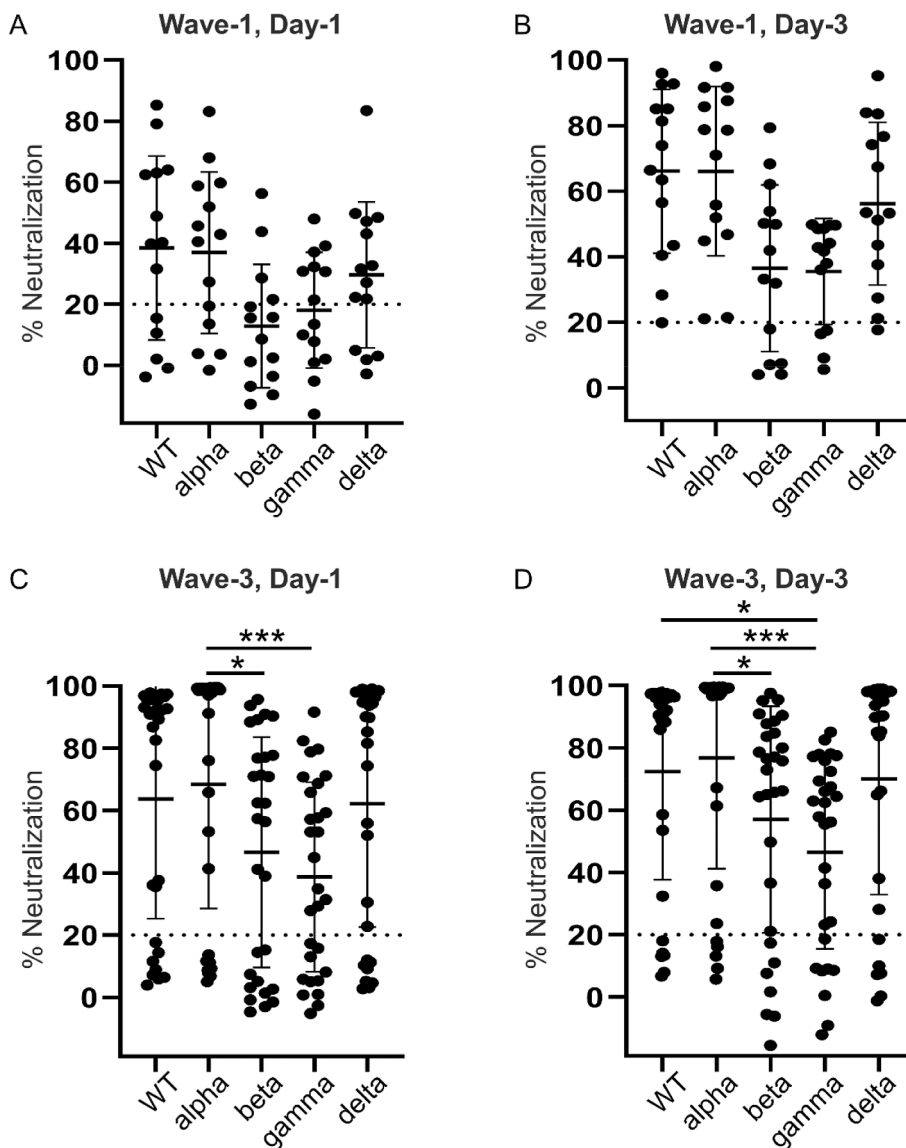 A
Wave-1, Day-1
% Neutralization
100
80
60
40
20
0
WT
alpha
beta
gamma
delta
B
Wave-1, Day-3
% Neutralization
100
80
60
40
20
0
WT
alpha
beta
gamma
delta
C
Wave-3, Day-1
***
*
% Neutralization
100
80
60
40
20
0
WT
alpha
beta
gamma
delta
D
Wave-3, Day-3
*
***
*
% Neutralization
100
80
60
40
20
0
WT
alpha
beta
gamma
delta